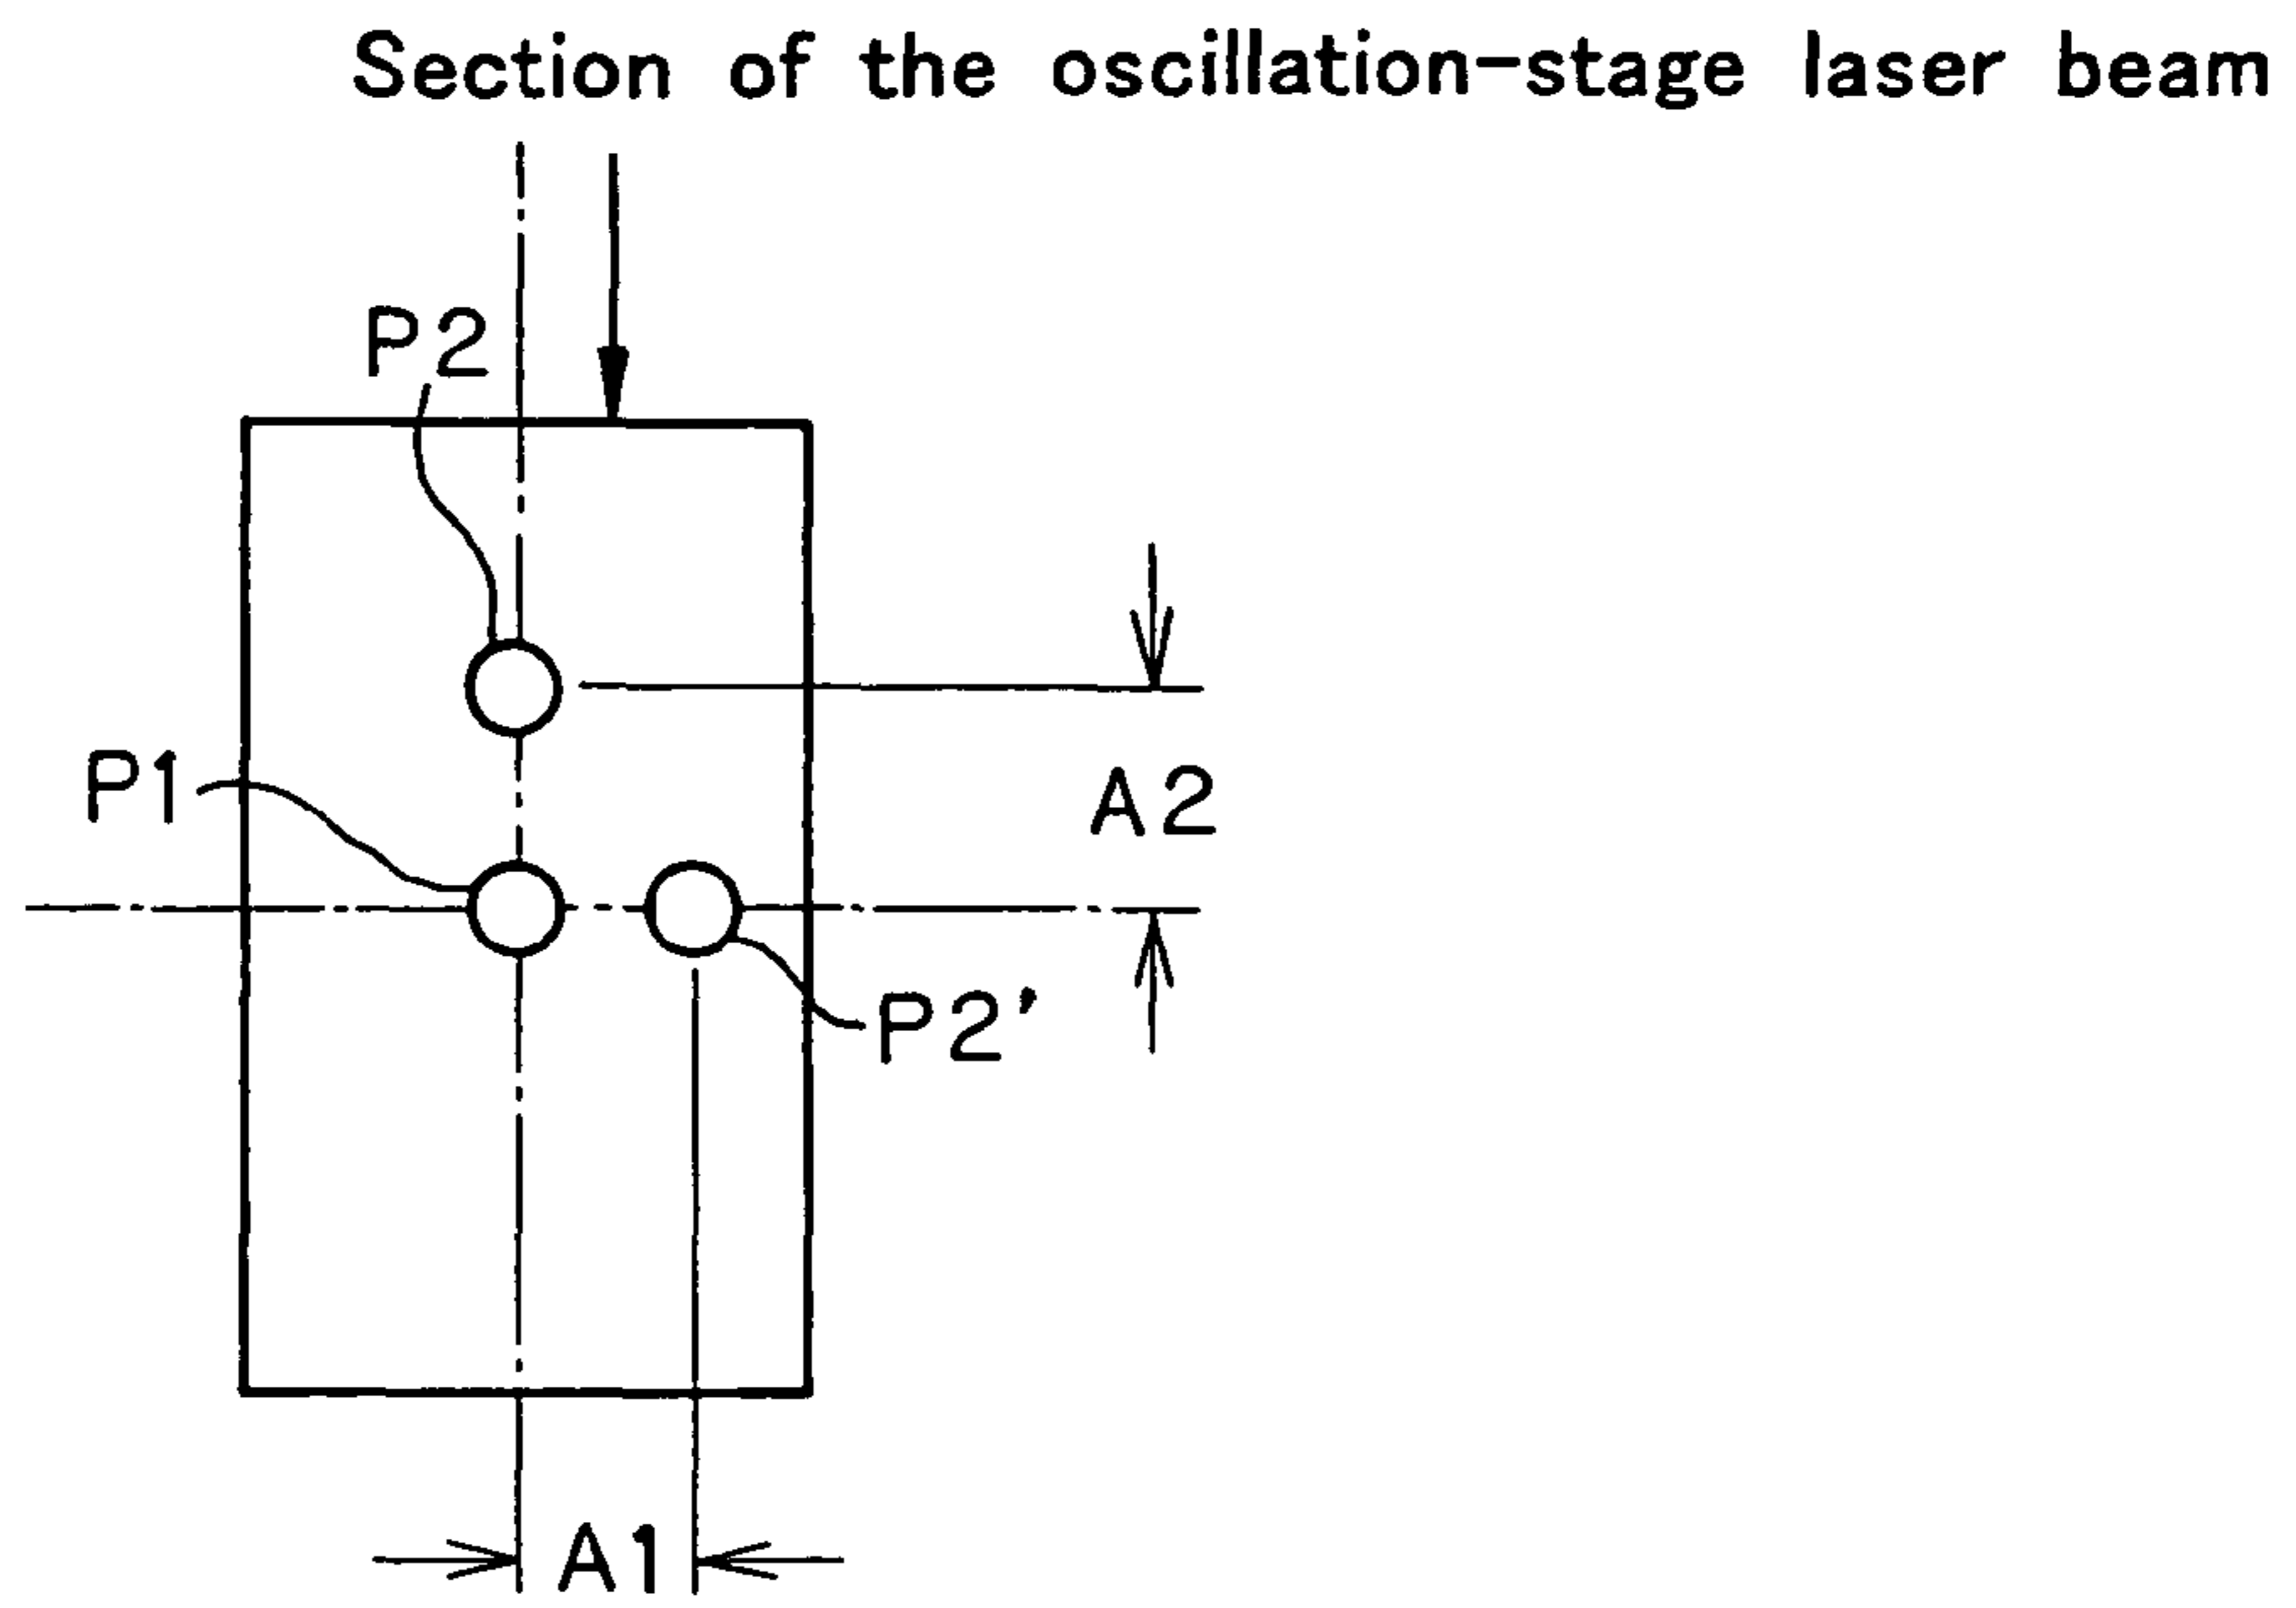 Section of the oscillation-stage laser beam
P2
P1
A2
P2'
A1